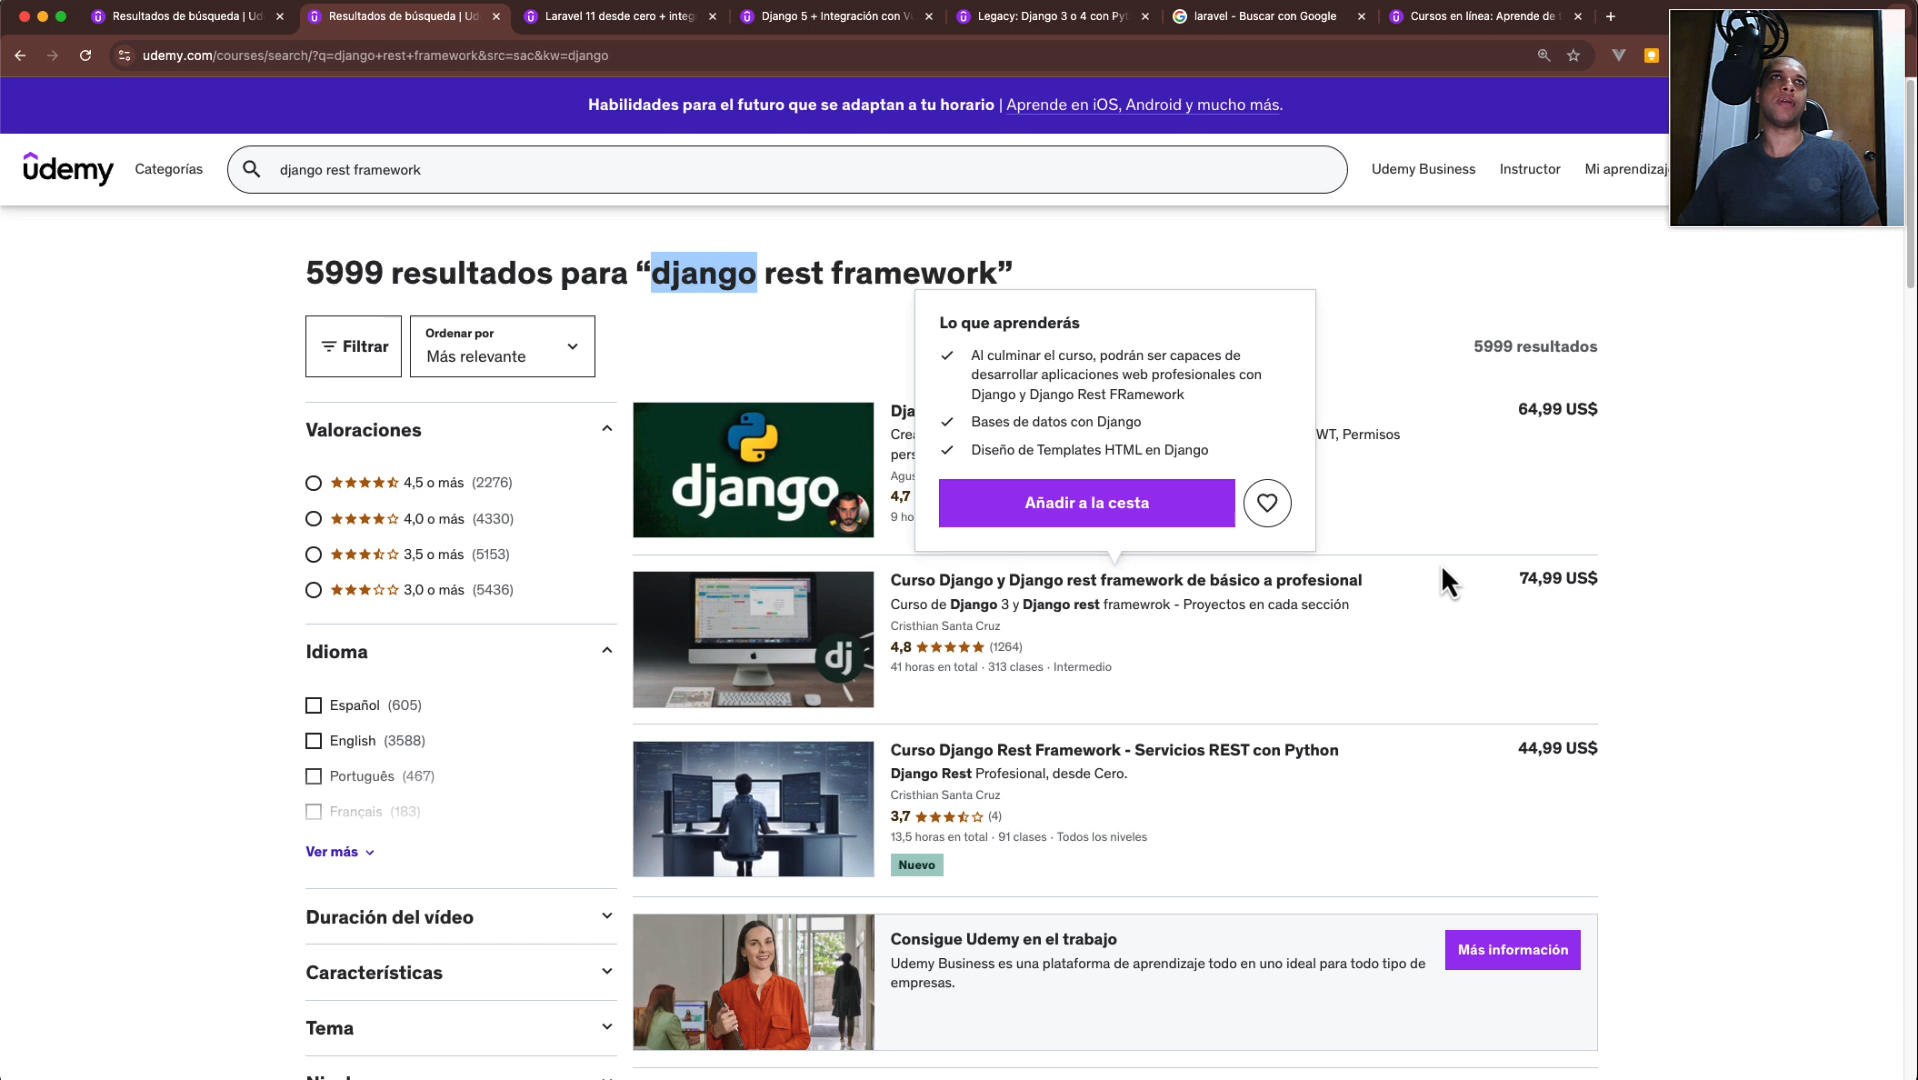 Resultados de búsqueda | Ud
Resultados de búsqueda | Ud
Laravel 11 desde cero + integ
Django 5 + Integración con Vu
Legacy: Django 3 o 4 con Pyt
laravel - Buscar con Google
Cursos en línea: Aprende de t
udemy.com/courses/search/?q=django+rest+framework&src=sac&kw=django
Habilidades para el futuro que se adaptan a tu horario | Aprende en iOS, Android y mucho más.
udemy
Categorías
django rest framework
Udemy Business
Instructor
Mi aprendizaje
5999 resultados para “django rest framework”
Filtrar
Ordenar por
Más relevante
5999 resultados
Lo que aprenderás
Al culminar el curso, podrán ser capaces de
desarrollar aplicaciones web profesionales con
Django y Django Rest FRamework
Bases de datos con Django
Diseño de Templates HTML en Django
Añadir a la cesta
Valoraciones
4,5 o más (2276)
4,0 o más (4330)
3,5 o más (5153)
3,0 o más (5436)
Idioma
Español (605)
English (3588)
Português (467)
Français (183)
Ver más
Duración del vídeo
Características
Tema
django
Dja
64,99 US$
Crea
WT, Permisos
pers
Agus
4,7
9 ho
dj
Curso Django y Django rest framework de básico a profesional
74,99 US$
Curso de Django 3 y Django rest framewrok - Proyectos en cada sección
Cristhian Santa Cruz
4,8 (1264)
41 horas en total · 313 clases · Intermedio
Curso Django Rest Framework - Servicios REST con Python
44,99 US$
Django Rest Profesional, desde Cero.
Cristhian Santa Cruz
3,7 (4)
13,5 horas en total · 91 clases · Todos los niveles
Nuevo
Consigue Udemy en el trabajo
Udemy Business es una plataforma de aprendizaje todo en uno ideal para todo tipo de
empresas.
Más información